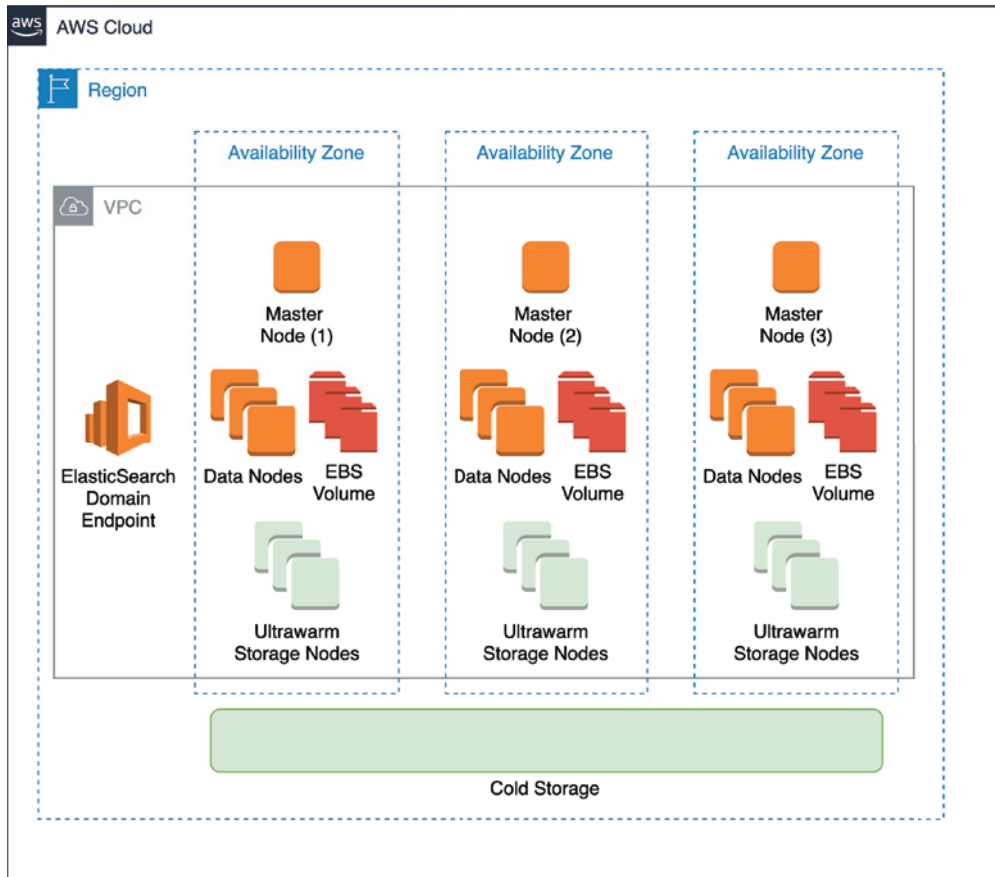 aws
AWS Cloud
Region
Availability Zone
Availability Zone
Availability Zone
VPC
Master
Node (1)
Master
Node (2)
Master
Node (3)
ElasticSearch
Domain
Endpoint
Data Nodes
EBS
Volume
Data Nodes
EBS
Volume
Data Nodes
EBS
Volume
Ultrawarm
Storage Nodes
Ultrawarm
Storage Nodes
Ultrawarm
Storage Nodes
Cold Storage